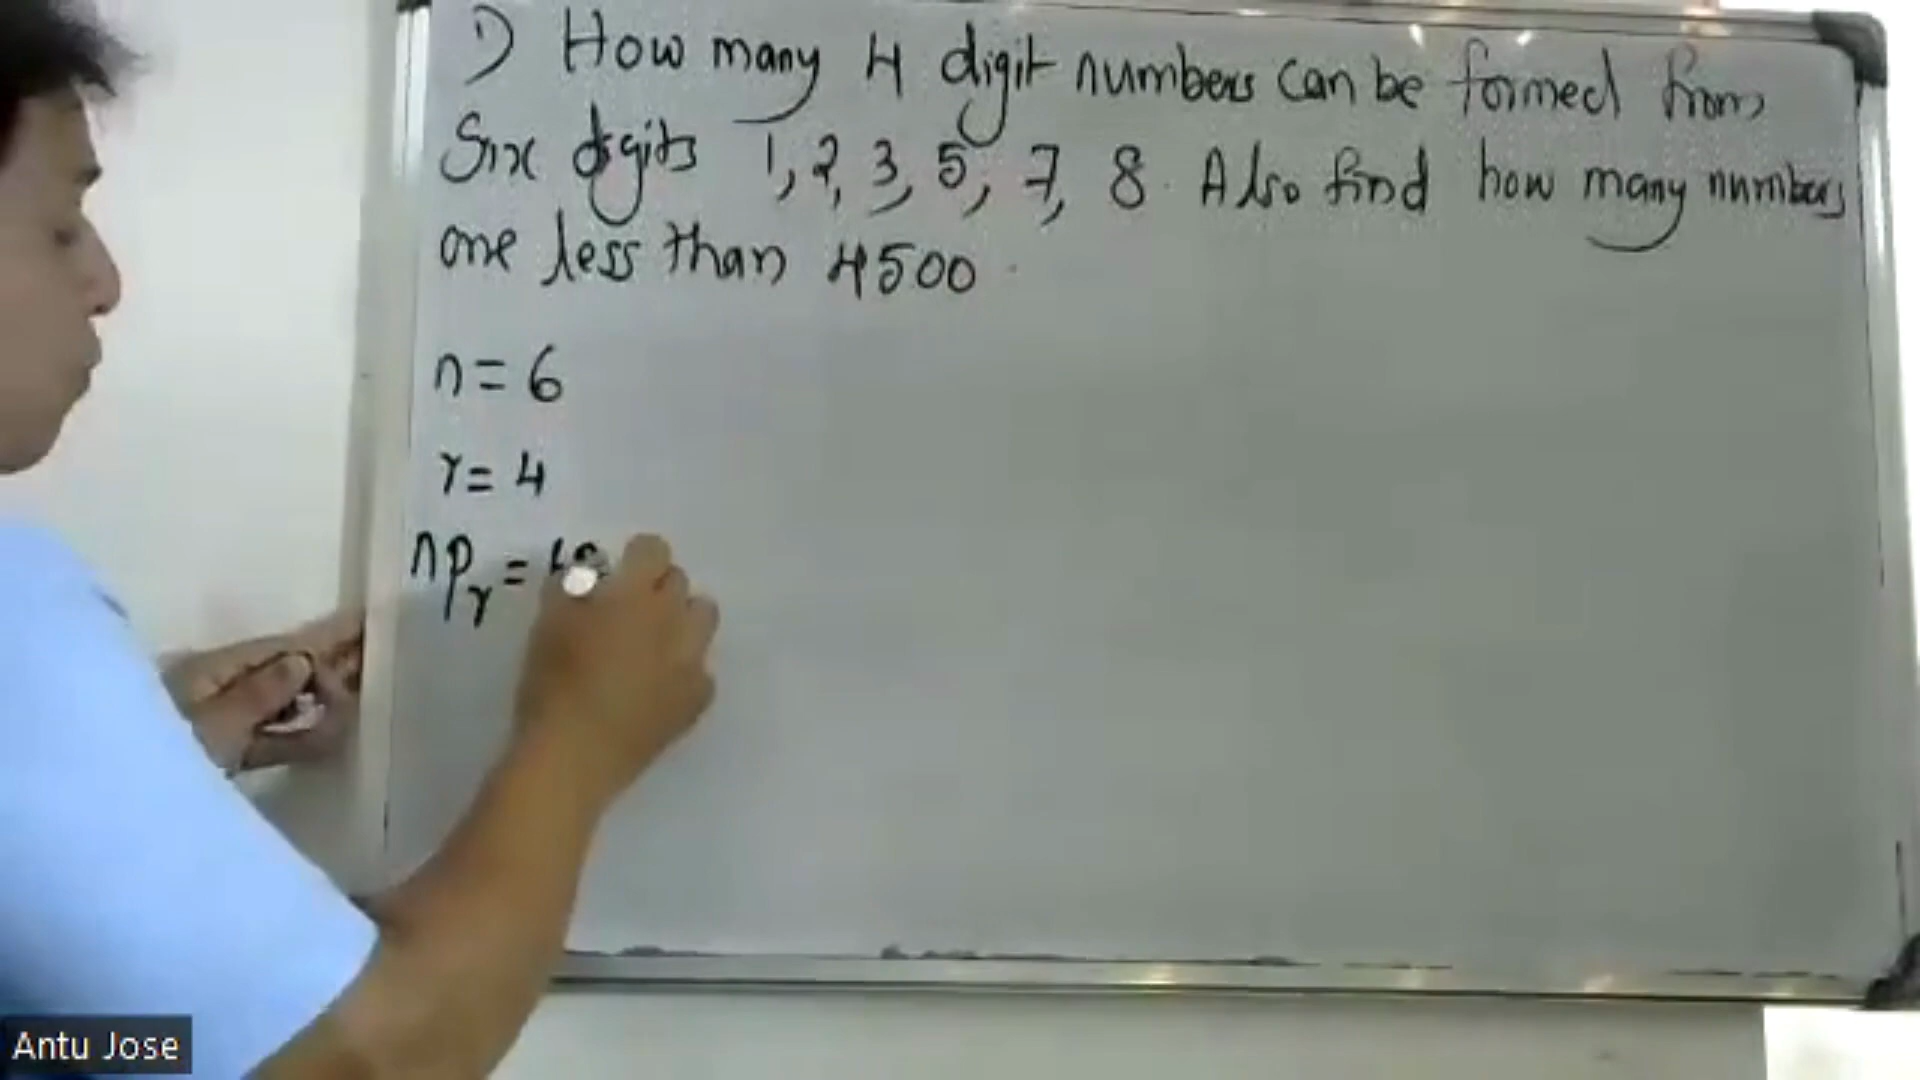 1) How many 4 digit numbers can be formed from
Six digits 1, 2, 3, 5, 7, 8. Also find how many numbers
are less than 4500.
n = 6
r = 4
nPr =
Antu Jose